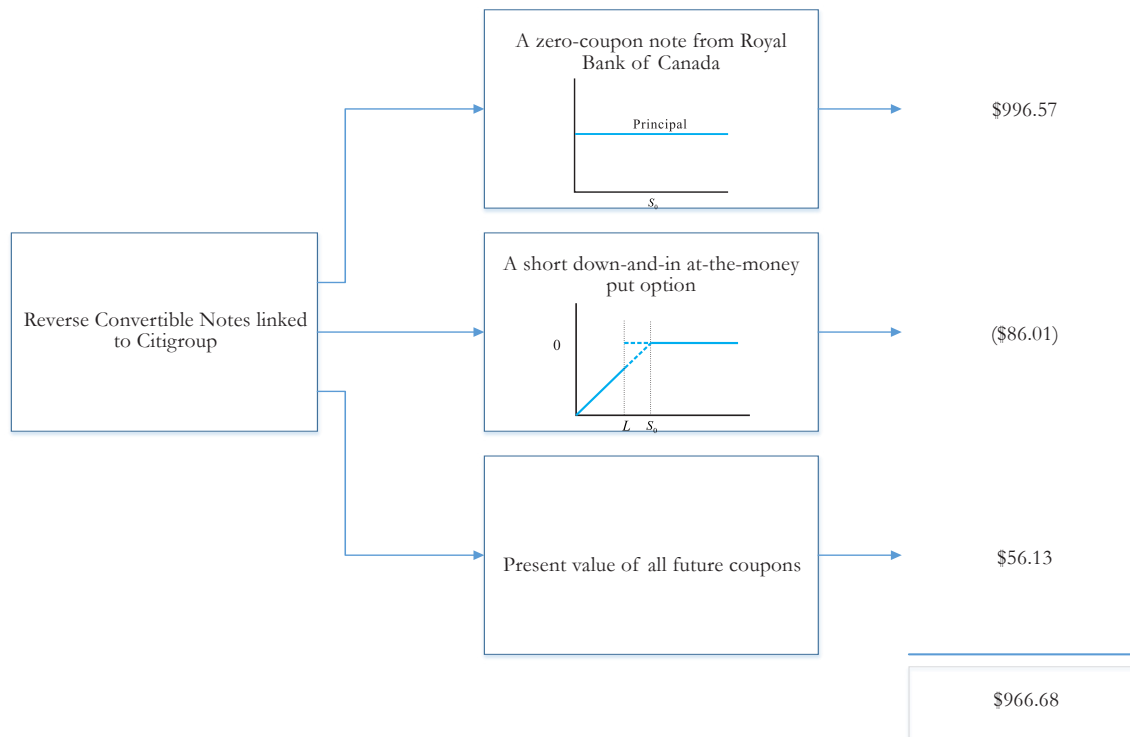 A zero-coupon note from Royal
Bank of Canada
Principal
S₀
$996.57
Reverse Convertible Notes linked
to Citigroup
A short down-and-in at-the-money
put option
0
L S₀
($86.01)
Present value of all future coupons
$56.13
$966.68